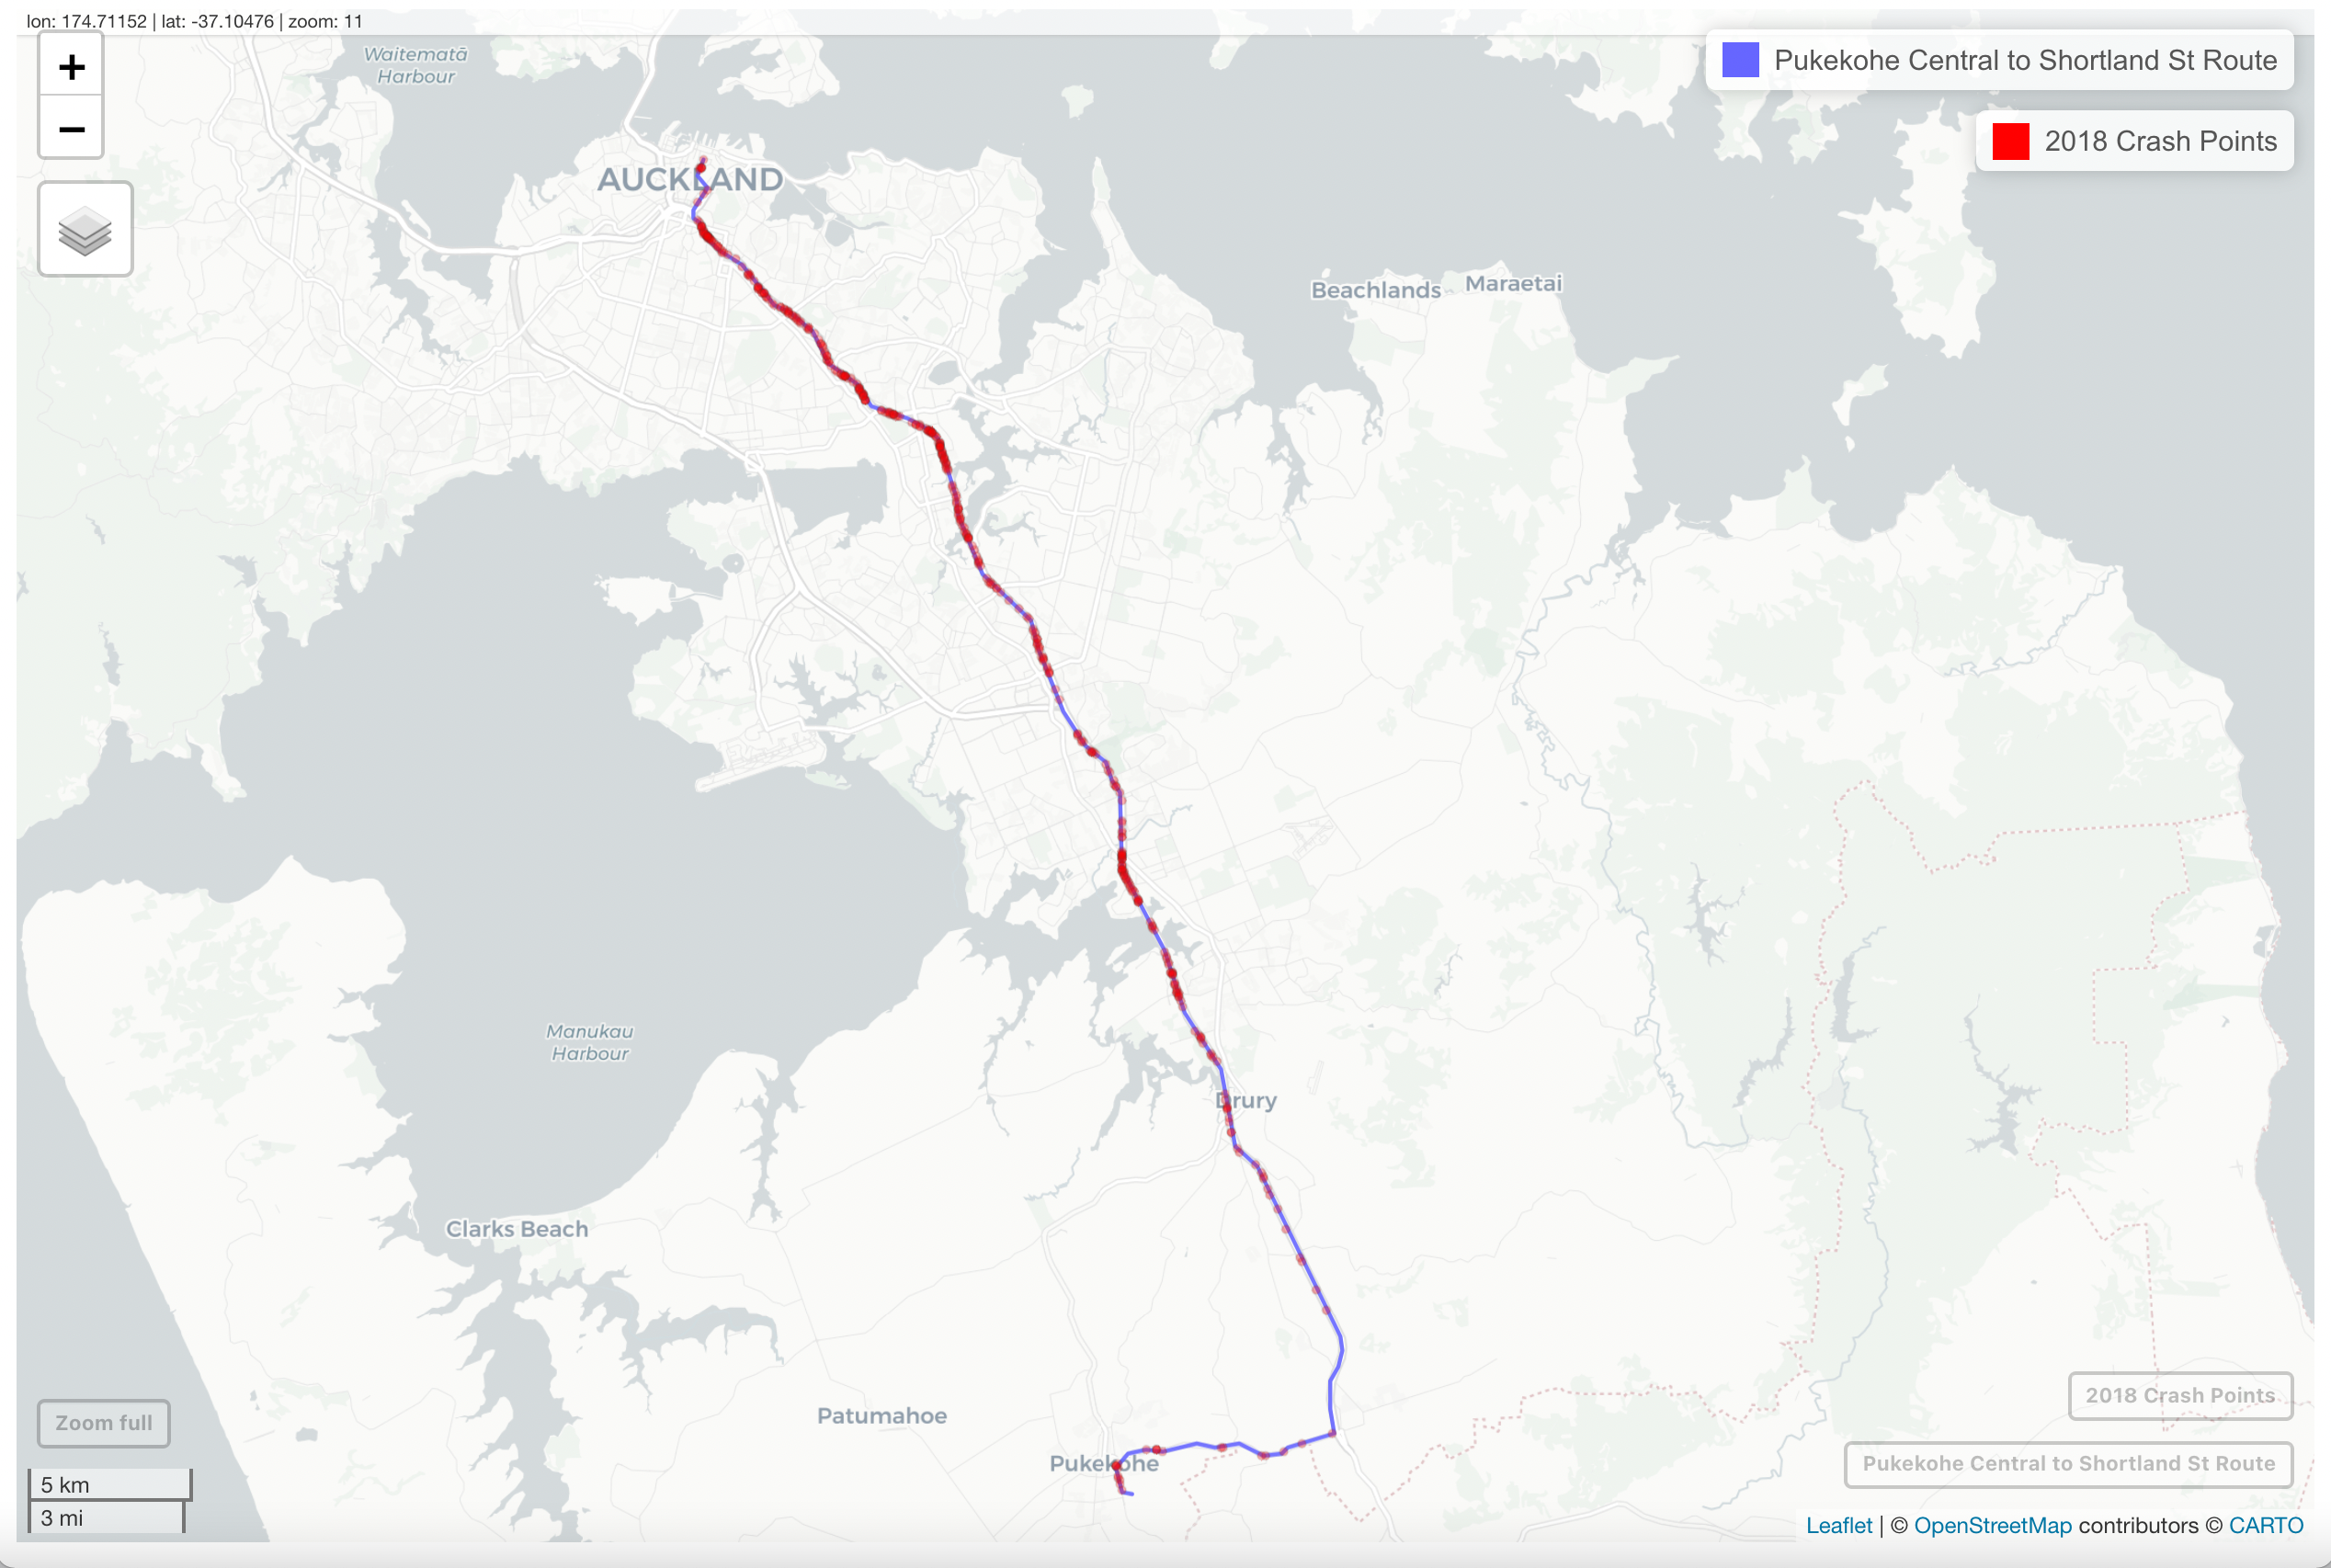 lon: 174.71152 | lat: -37.10476 | zoom: 11
+
−
Pukekohe Central to Shortland St Route
2018 Crash Points
Waitematā
Harbour
AUCKLAND
Beachlands
Maraetai
Manukau
Harbour
Drury
Clarks Beach
Patumahoe
Pukekohe
Zoom full
5 km
3 mi
2018 Crash Points
Pukekohe Central to Shortland St Route
Leaflet | © OpenStreetMap contributors © CARTO